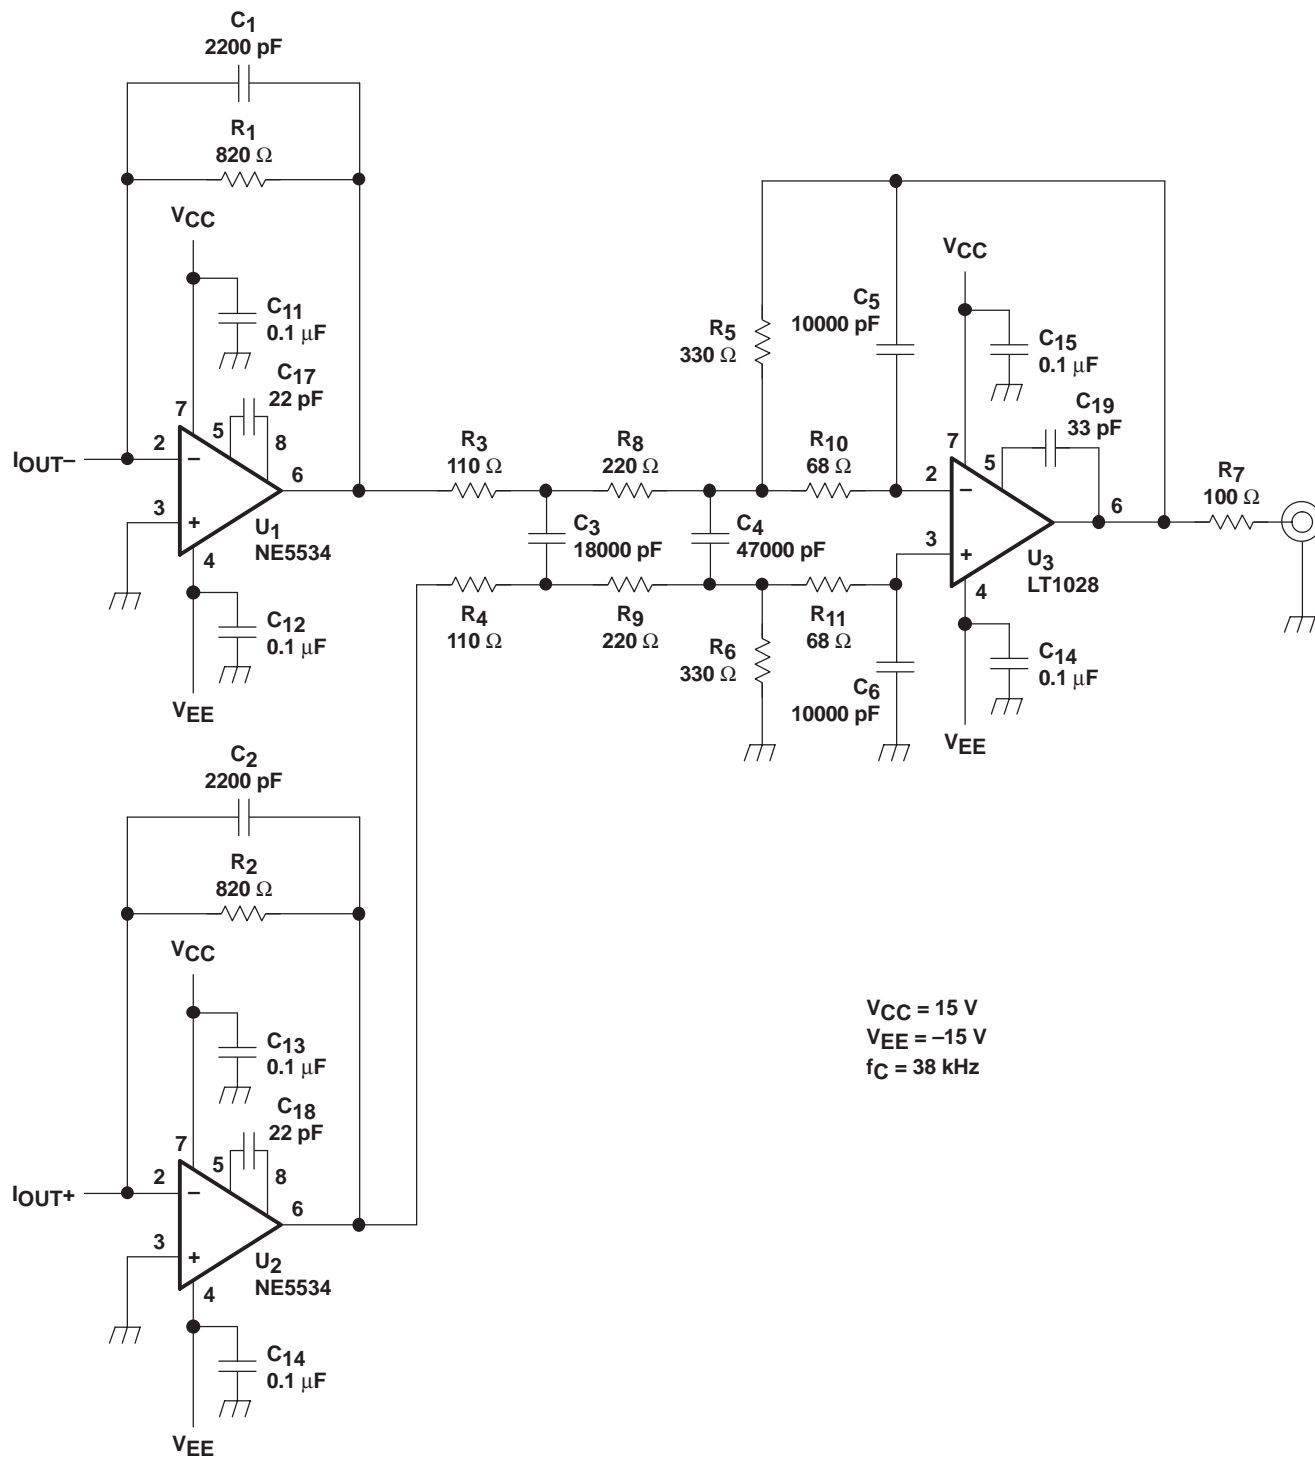 C1
2200 pF
R1
820 Ω
VCC
C11
0.1 μF
C17
22 pF
7
5
8
2
–
IOUT–
6
3
+
U1
NE5534
4
C12
0.1 μF
VEE
R3
110 Ω
R8
220 Ω
R10
68 Ω
C3
18000 pF
C4
47000 pF
R4
110 Ω
R9
220 Ω
R11
68 Ω
R5
330 Ω
C5
10000 pF
R6
330 Ω
C6
10000 pF
VCC
C15
0.1 μF
C19
33 pF
7
5
2
–
6
R7
100 Ω
3
+
U3
LT1028
4
C14
0.1 μF
VEE
C2
2200 pF
R2
820 Ω
VCC
C13
0.1 μF
C18
22 pF
7
5
8
2
–
IOUT+
6
3
+
U2
NE5534
4
C14
0.1 μF
VEE
VCC = 15 V
VEE = –15 V
fC = 38 kHz